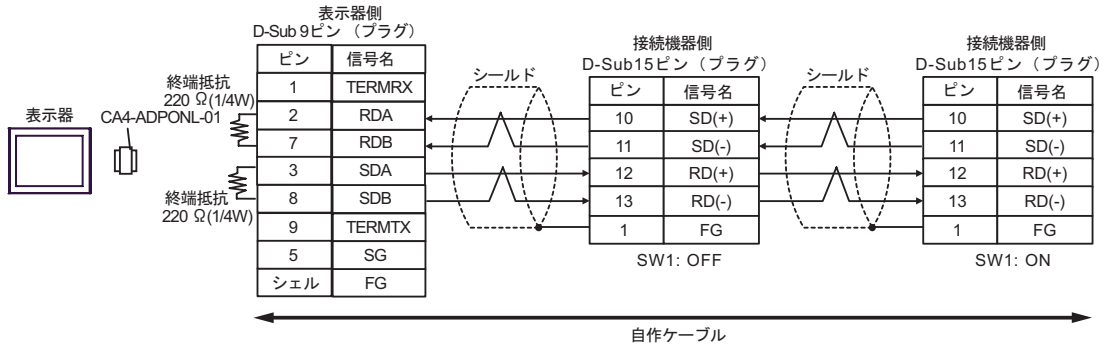 表示器側
D-Sub 9ピン （プラグ）
ピン 信号名
1 TERMRX
2 RDA
7 RDB
3 SDA
8 SDB
9 TERMTX
5 SG
シェル FG
終端抵抗
220 Ω(1/4W)
表示器 CA4-ADPONL-01
終端抵抗
220 Ω(1/4W)
シールド
接続機器側
D-Sub15ピン（プラグ）
ピン 信号名
10 SD(+)
11 SD(-)
12 RD(+)
13 RD(-)
1 FG
SW1: OFF
シールド
接続機器側
D-Sub15ピン（プラグ）
ピン 信号名
10 SD(+)
11 SD(-)
12 RD(+)
13 RD(-)
1 FG
SW1: ON
自作ケーブル